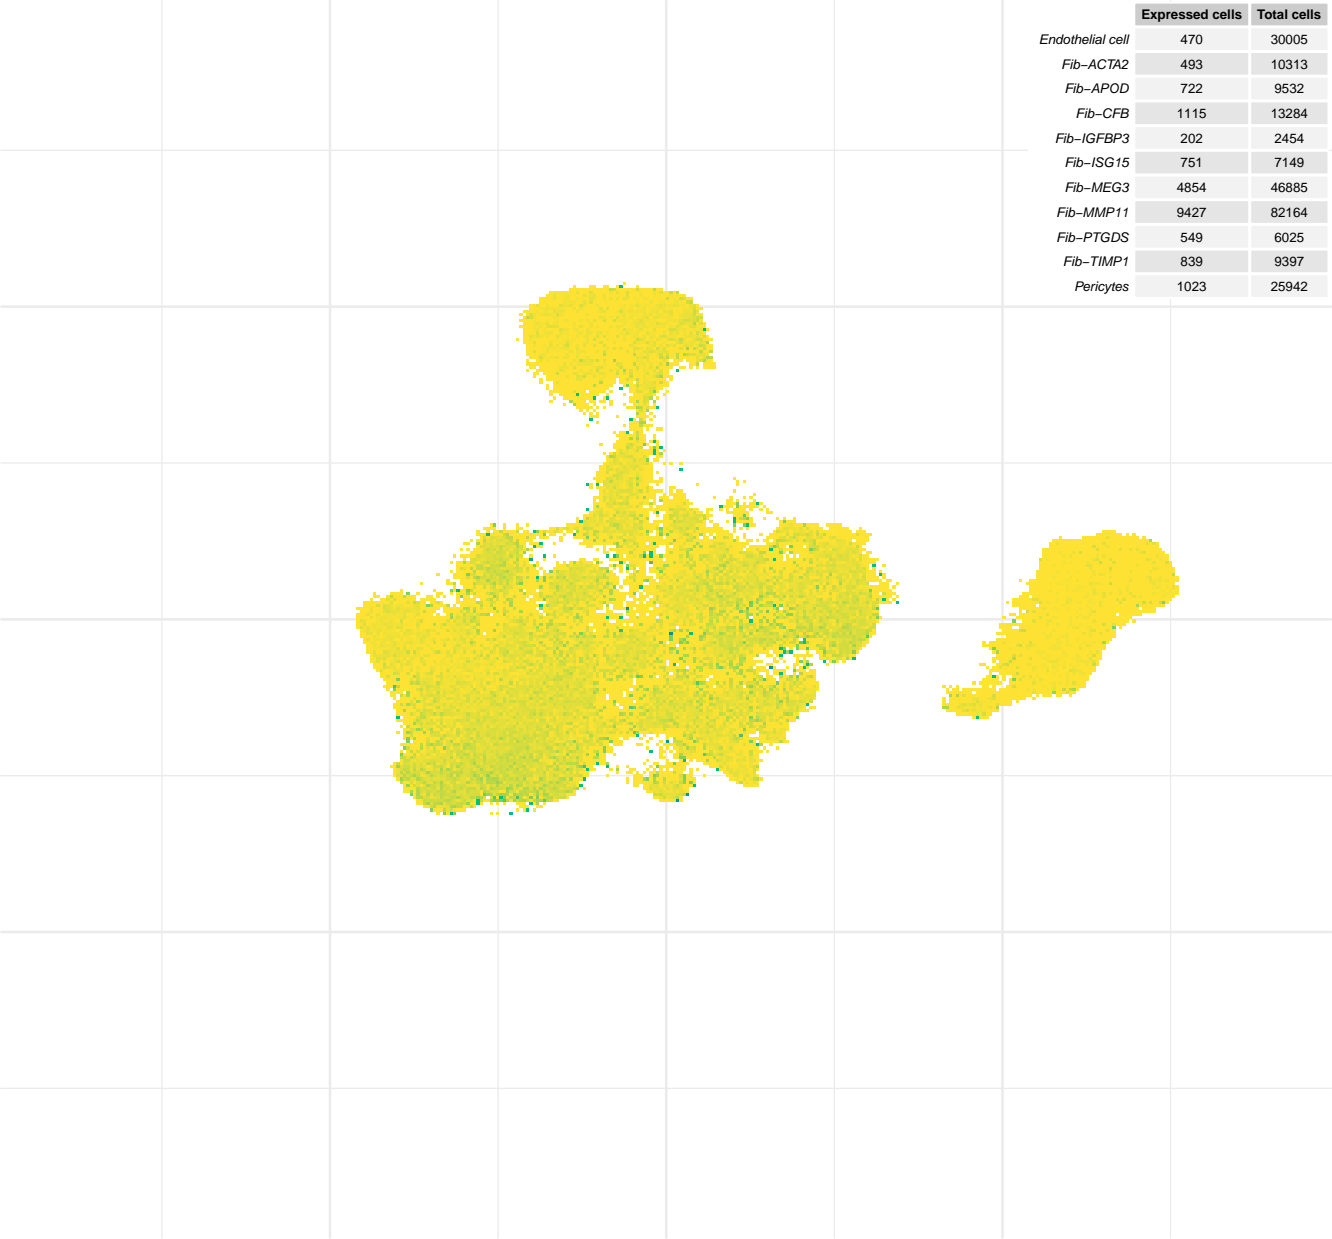 Expressed cells Total cells
Endothelial cell 470 30005
Fib−ACTA2 493 10313
Fib−APOD 722 9532
Fib−CFB 1115 13284
Fib−IGFBP3 202 2454
Fib−ISG15 751 7149
Fib−MEG3 4854 46885
Fib−MMP11 9427 82164
Fib−PTGDS 549 6025
Fib−TIMP1 839 9397
Pericytes 1023 25942